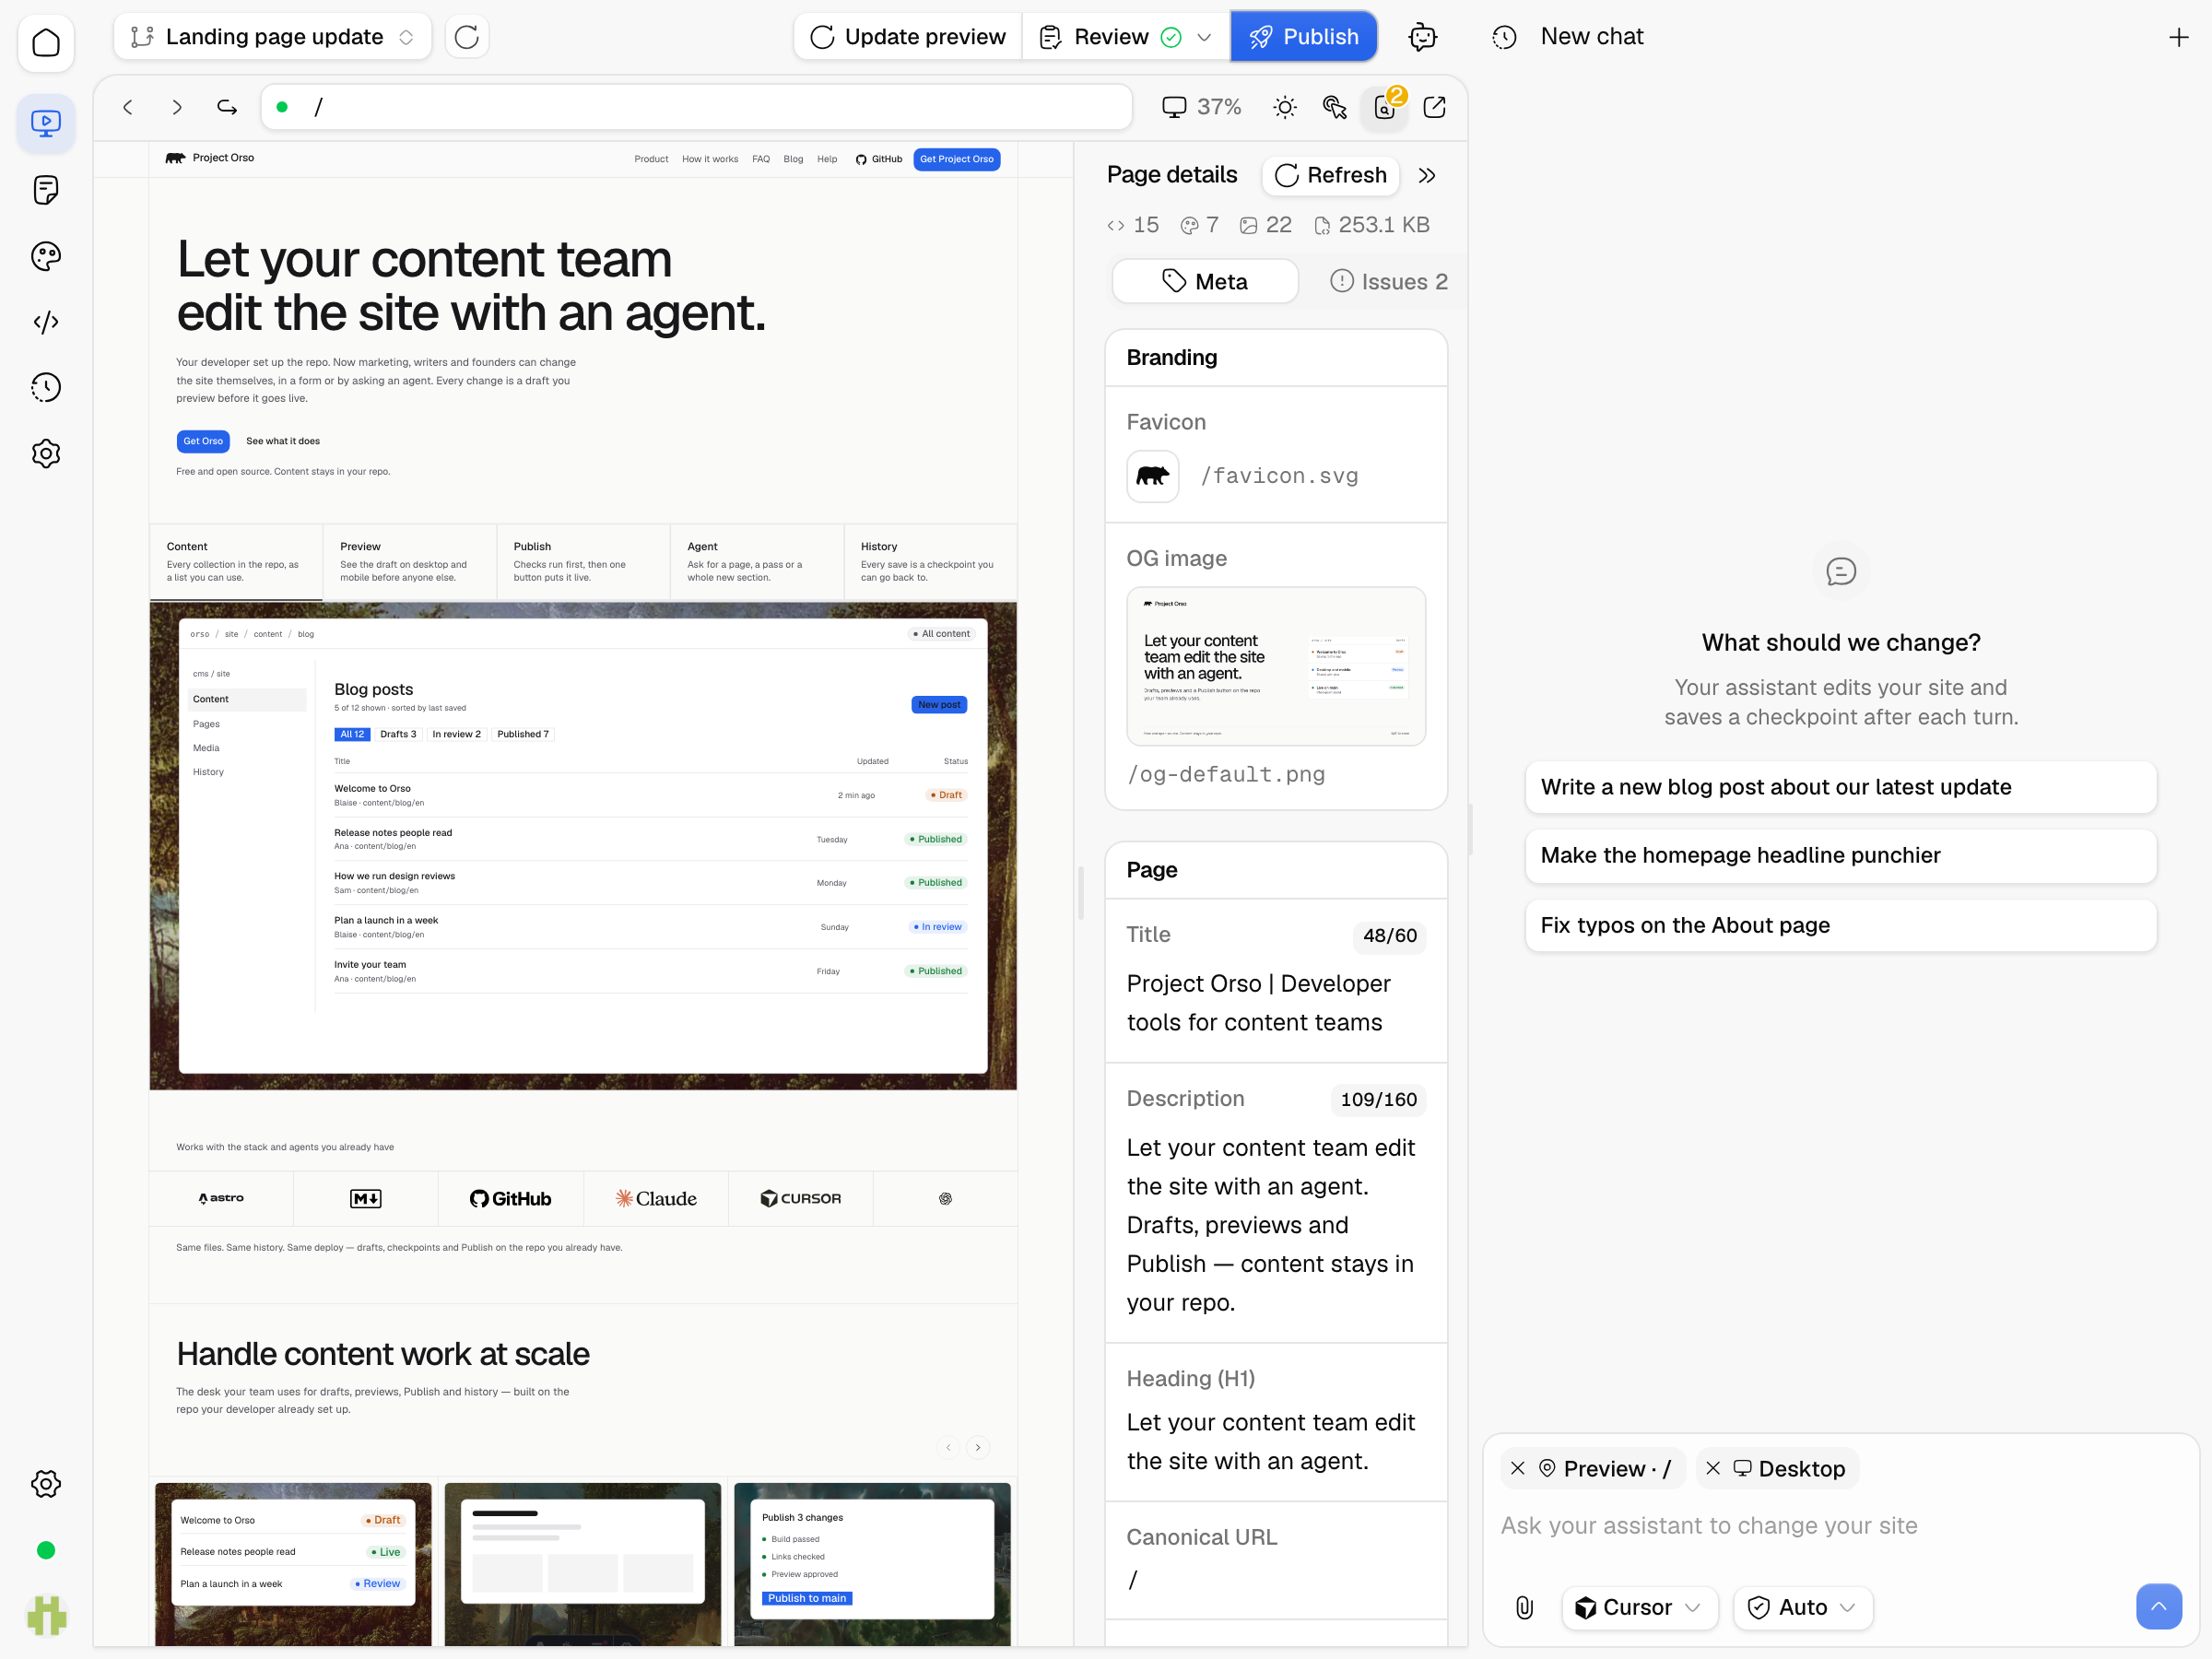 Landing page update
Update preview
Review
Publish
New chat
/
37%
2
Project Orso
Product
How it works
FAQ
Blog
Help
GitHub
Get Project Orso
Let your content team
edit the site with an agent.
Your developer set up the repo. Now marketing, writers and founders can change
the site themselves, in a form or by asking an agent. Every change is a draft you
preview before it goes live.
Get Orso
See what it does
Free and open source. Content stays in your repo.
Content
Every collection in the repo, as
a list you can use.
Preview
See the draft on desktop and
mobile before anyone else.
Publish
Checks run first, then one
button puts it live.
Agent
Ask for a page, a pass or a
whole new section.
History
Every save is a checkpoint you
can go back to.
orso / site / content / blog
All content
cms / site
Content
Pages
Media
History
Blog posts
5 of 12 shown · sorted by last saved
New post
All 12
Drafts 3
In review 2
Published 7
Title
Updated
Status
Welcome to Orso
Blaise · content/blog/en
2 min ago
Draft
Release notes people read
Ana · content/blog/en
Tuesday
Published
How we run design reviews
Sam · content/blog/en
Monday
Published
Plan a launch in a week
Blaise · content/blog/en
Sunday
In review
Invite your team
Ana · content/blog/en
Friday
Published
Works with the stack and agents you already have
astro
M
GitHub
Claude
CURSOR
Same files. Same history. Same deploy — drafts, checkpoints and Publish on the repo you already have.
Handle content work at scale
The desk your team uses for drafts, previews, Publish and history — built on the
repo your developer already set up.
Welcome to Orso
Draft
Release notes people read
Live
Plan a launch in a week
Review
Publish 3 changes
Build passed
Links checked
Preview approved
Publish to main
Page details
Refresh
15
7
22
253.1 KB
Meta
Issues 2
Branding
Favicon
/favicon.svg
OG image
Project Orso
Let your content
team edit the site
with an agent.
Drafts, previews and a Publish button on the repo
your team already uses.
/og-default.png
Page
Title
48/60
Project Orso | Developer
tools for content teams
Description
109/160
Let your content team edit
the site with an agent.
Drafts, previews and
Publish — content stays in
your repo.
Heading (H1)
Let your content team edit
the site with an agent.
Canonical URL
/
What should we change?
Your assistant edits your site and
saves a checkpoint after each turn.
Write a new blog post about our latest update
Make the homepage headline punchier
Fix typos on the About page
Preview · /
Desktop
Ask your assistant to change your site
Cursor
Auto